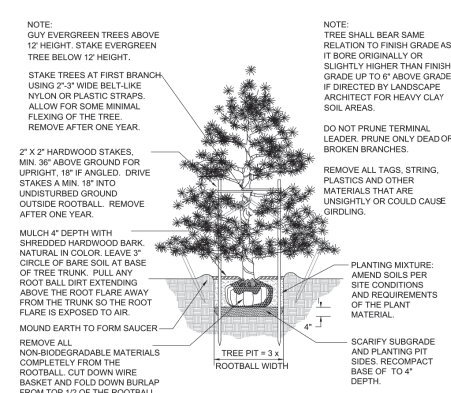 NOTE:
GUY EVERGREEN TREES ABOVE
12' HEIGHT. STAKE EVERGREEN
TREE BELOW 12' HEIGHT.
STAKE TREES AT FIRST BRANCH
USING 2"-3" WIDE BELT-LIKE
NYLON OR PLASTIC STRAPS.
ALLOW FOR SOME MINIMAL
FLEXING OF THE TREE.
REMOVE AFTER ONE YEAR.
2" X 2" HARDWOOD STAKES,
MIN. 36" ABOVE GROUND FOR
UPRIGHT, 18" IF ANGLED. DRIVE
STAKES A MIN. 18" INTO
UNDISTURBED GROUND
OUTSIDE ROOTBALL. REMOVE
AFTER ONE YEAR.
MULCH 4" DEPTH WITH
SHREDDED HARDWOOD BARK.
NATURAL IN COLOR. LEAVE 3"
CIRCLE OF BARE SOIL AT BASE
OF TREE TRUNK. PULL ANY
ROOT BALL DIRT EXTENDING
ABOVE THE ROOT FLARE AWAY
FROM THE TRUNK SO THE ROOT
FLARE IS EXPOSED TO AIR.
MOUND EARTH TO FORM SAUCER
REMOVE ALL
NON-BIODEGRADABLE MATERIALS
COMPLETELY FROM THE
ROOTBALL. CUT DOWN WIRE
BASKET AND FOLD DOWN BURLAP
FROM TOP 1/2 OF THE ROOTBALL
TREE PIT = 3 x
ROOTBALL WIDTH
4"
NOTE:
TREE SHALL BEAR SAME
RELATION TO FINISH GRADE AS
IT BORE ORIGINALLY OR
SLIGHTLY HIGHER THAN FINISH
GRADE UP TO 6" ABOVE GRADE
IF DIRECTED BY LANDSCAPE
ARCHITECT FOR HEAVY CLAY
SOIL AREAS.
DO NOT PRUNE TERMINAL
LEADER. PRUNE ONLY DEAD OR
BROKEN BRANCHES.
REMOVE ALL TAGS, STRING,
PLASTICS AND OTHER
MATERIALS THAT ARE
UNSIGHTLY OR COULD CAUSE
GIRDLING.
PLANTING MIXTURE:
AMEND SOILS PER
SITE CONDITIONS
AND REQUIREMENTS
OF THE PLANT
MATERIAL.
SCARIFY SUBGRADE
AND PLANTING PIT
SIDES. RECOMPACT
BASE OF TO 4"
DEPTH.